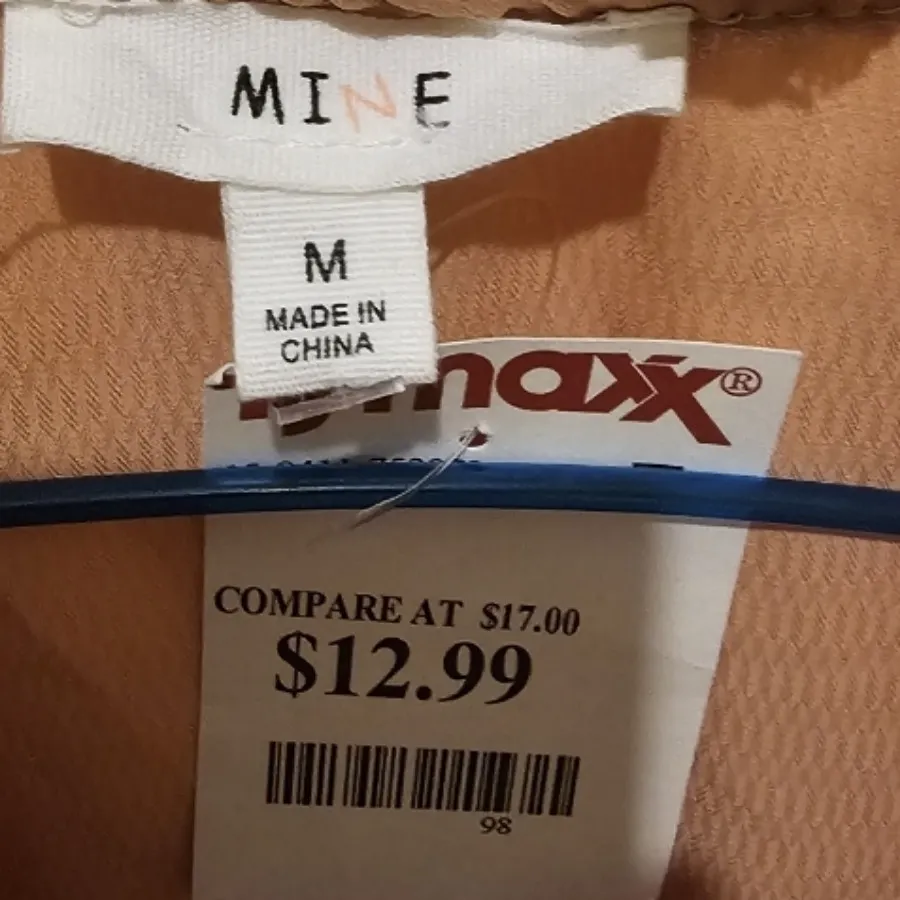 MINE
M
MADE IN
CHINA
maxx®
COMPARE AT $17.00
$12.99
98